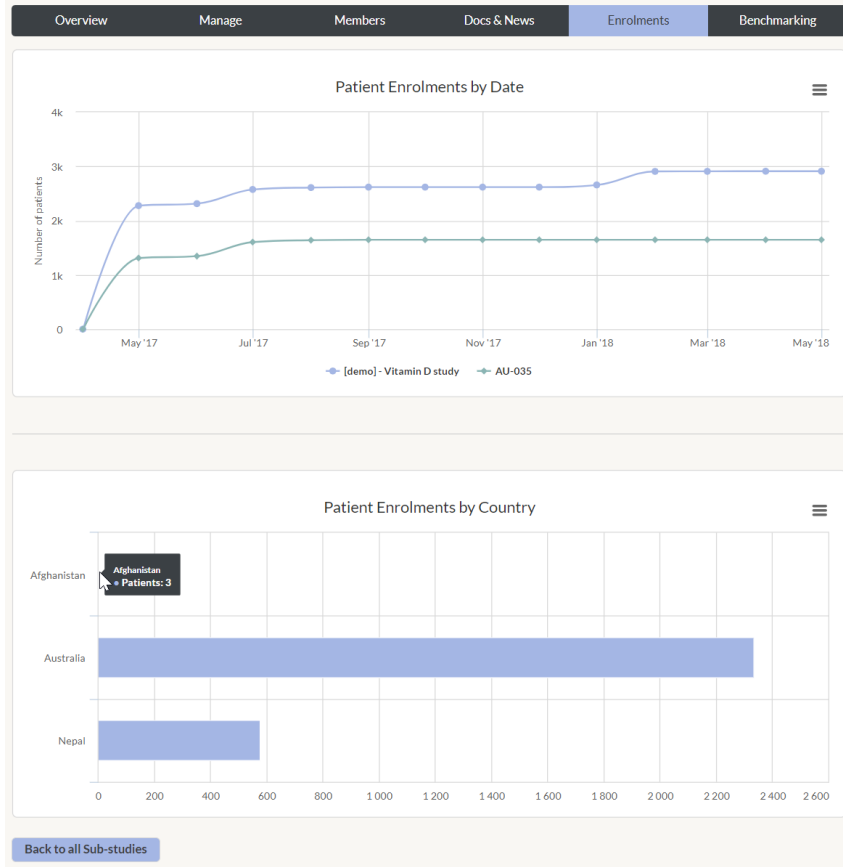 Overview Manage Members Docs & News Enrolments Benchmarking
Patient Enrolments by Date
Number of patients
4k
3k
2k
1k
0
May '17 Jul '17 Sep '17 Nov '17 Jan '18 Mar '18 May '18
[demo] - Vitamin D study AU-035
Patient Enrolments by Country
Afghanistan
Afghanistan
Patients: 3
Australia
Nepal
0 200 400 600 800 1 000 1 200 1 400 1 600 1 800 2 000 2 200 2 400 2 600
Back to all Sub-studies